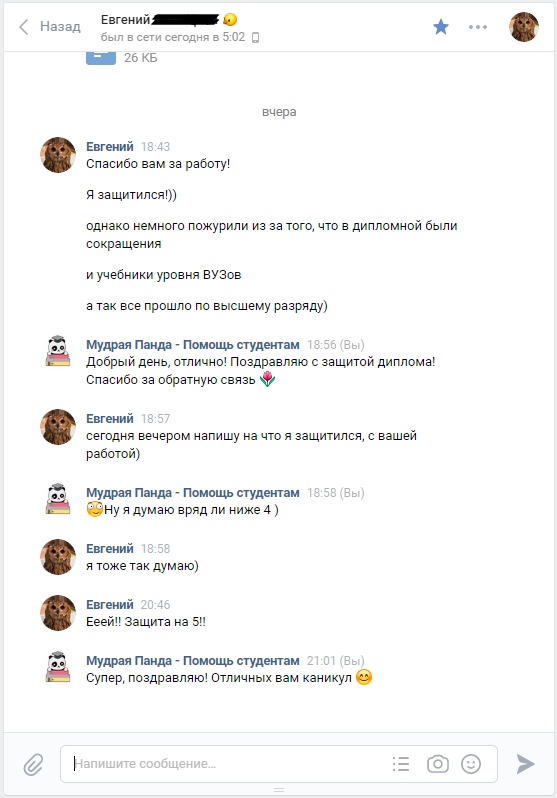 Назад
Евгений
был в сети сегодня в 5:02
26 КБ
вчера
Евгений 18:43
Спасибо вам за работу!
Я защитился!))
однако немного пожурили из за того, что в дипломной были
сокращения
и учебники уровня ВУЗов
а так все прошло по высшему разряду)
Мудрая Панда - Помощь студентам 18:56 (Вы)
Добрый день, отлично! Поздравляю с защитой диплома!
Спасибо за обратную связь 🌷
Евгений 18:57
сегодня вечером напишу на что я защитился, с вашей
работой)
Мудрая Панда - Помощь студентам 18:58 (Вы)
Ну я думаю вряд ли ниже 4 )
Евгений 18:58
я тоже так думаю)
Евгений 20:46
Ееей!! Защита на 5!!
Мудрая Панда - Помощь студентам 21:01 (Вы)
Супер, поздравляю! Отличных вам каникул 😊
Напишите сообщение...